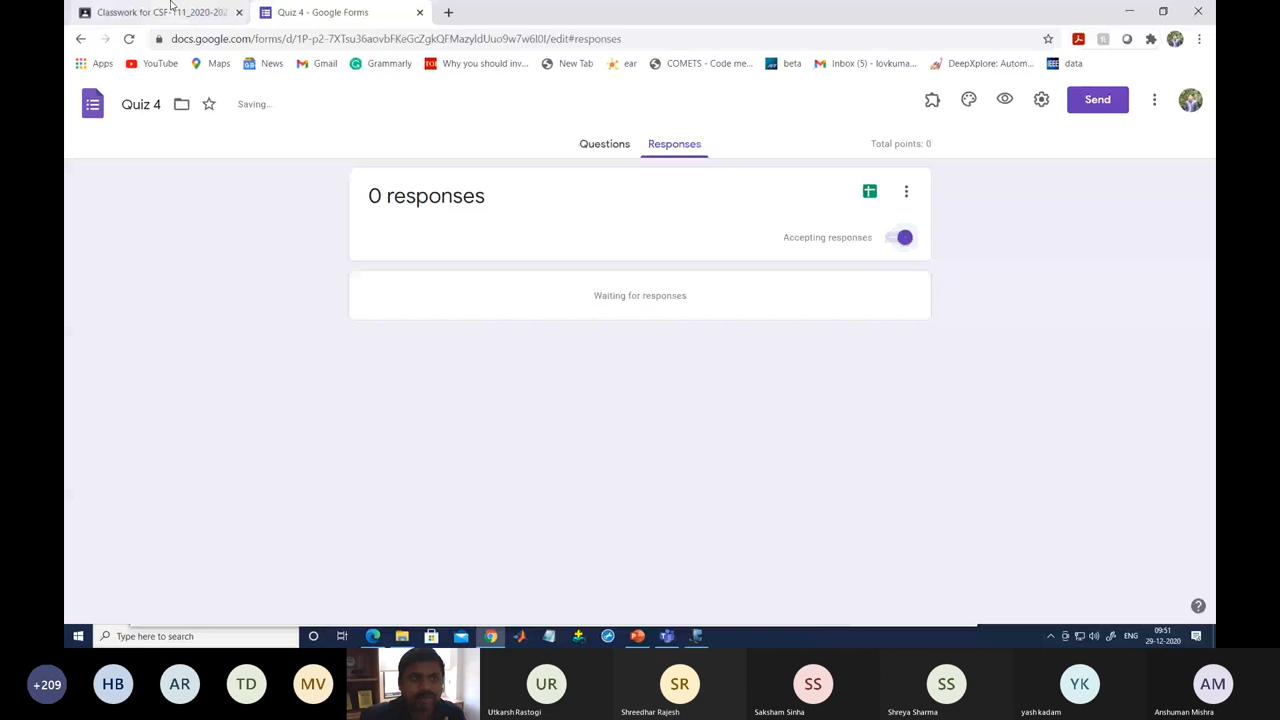 Classwork for CSF-111_2020-202
Quiz 4 - Google Forms
docs.google.com/forms/d/1P-p2-7XTsu36aovbFKeGcZgkQFMazyldUuo9w7w6l0I/edit#responses
Apps YouTube Maps News Gmail Grammarly Why you should inv... New Tab ear COMETS - Code me... beta Inbox (5) - lovkuma... DeepXplore: Autom... data
Quiz 4 Saving... Send
Questions Responses Total points: 0
0 responses
Accepting responses
Waiting for responses
Type here to search ENG 09:51
29-12-2020
+209 HB AR TD MV UR SR SS SS YK AM
Utkarsh Rastogi Shreedhar Rajesh Saksham Sinha Shreya Sharma yash kadam Anshuman Mishra